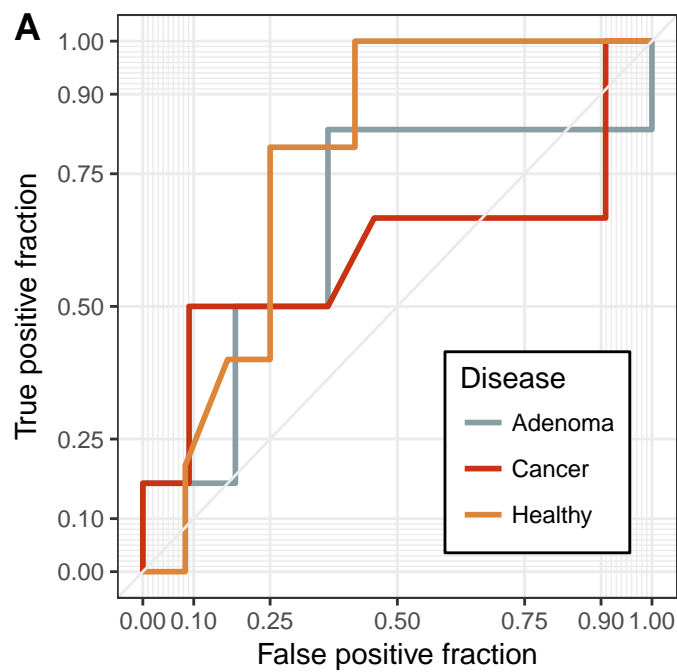 A
True positive fraction
1.00
0.90
0.75
0.50
0.25
0.10
0.00
Disease
Adenoma
Cancer
Healthy
0.00 0.10 0.25 0.50 0.75 0.90 1.00
False positive fraction